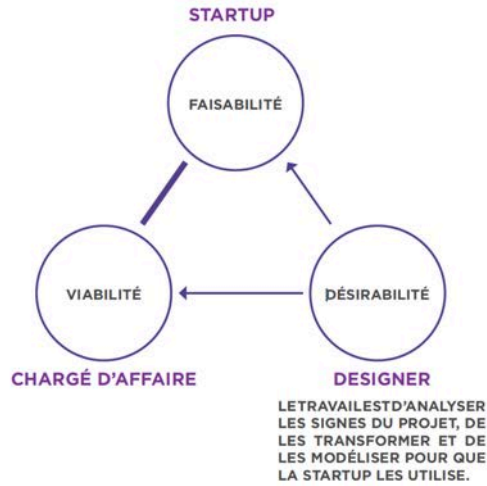 STARTUP
FAISABILITÉ
VIABILITÉ
DÉSIRABILITÉ
CHARGÉ D'AFFAIRE
DESIGNER
LETRAVAILESTD'ANALYSER
LES SIGNES DU PROJET, DE
LES TRANSFORMER ET DE
LES MODÉLISER POUR QUE
LA STARTUP LES UTILISE.